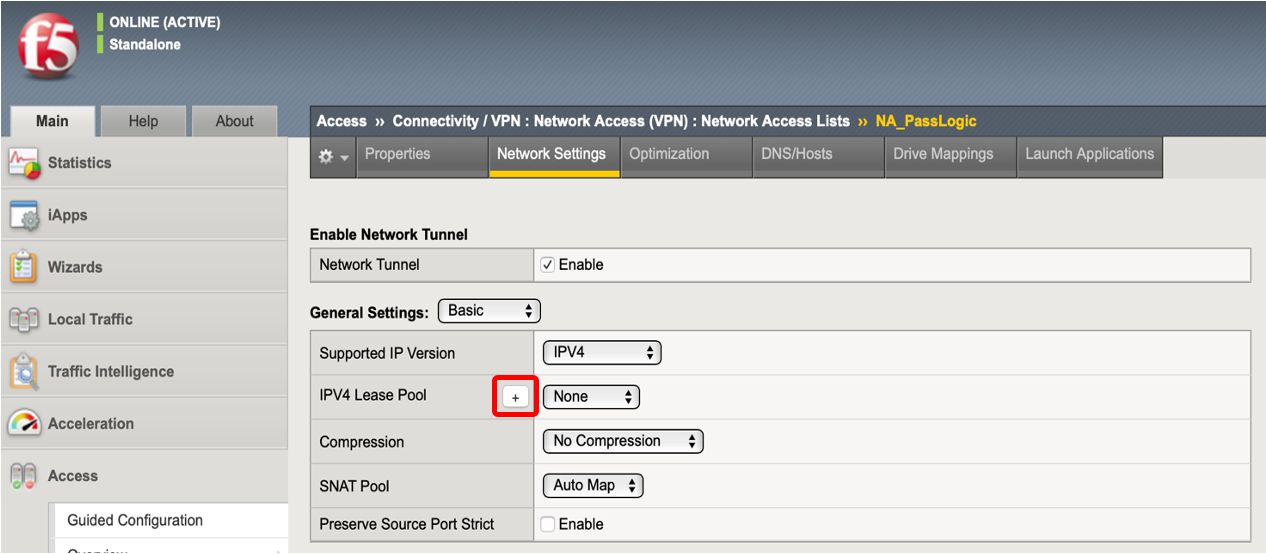 f5
ONLINE (ACTIVE)
Standalone
Main Help About
Access ›› Connectivity / VPN : Network Access (VPN) : Network Access Lists ›› NA_PassLogic
Properties Network Settings Optimization DNS/Hosts Drive Mappings Launch Applications
Statistics
iApps
Wizards
Local Traffic
Traffic Intelligence
Acceleration
Access
Guided Configuration
Overview
Enable Network Tunnel
Network Tunnel Enable
General Settings: Basic
Supported IP Version IPV4
IPV4 Lease Pool + None
Compression No Compression
SNAT Pool Auto Map
Preserve Source Port Strict Enable